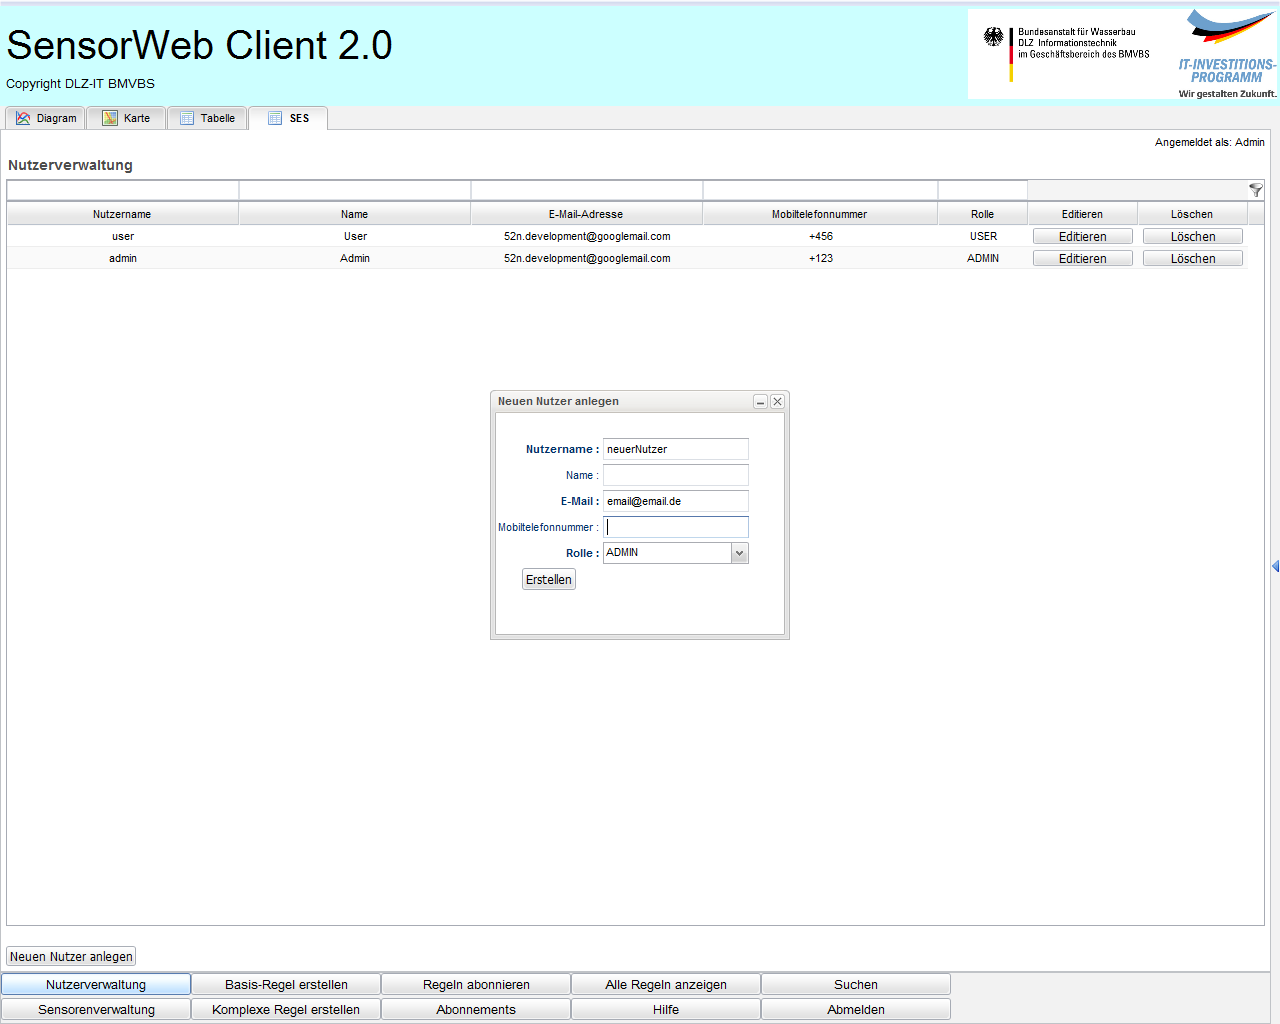 SensorWeb Client 2.0
Copyright DLZ-IT BMVBS
Bundesanstalt für Wasserbau
DLZ Informationstechnik
im Geschäftsbereich des BMVBS
IT-INVESTITIONS-
PROGRAMM
Wir gestalten Zukunft.
Diagram Karte Tabelle SES
Angemeldet als: Admin
Nutzerverwaltung
Nutzername Name E-Mail-Adresse Mobiltelefonnummer Rolle Editieren Löschen
user User 52n.development@googlemail.com +456 USER Editieren Löschen
admin Admin 52n.development@googlemail.com +123 ADMIN Editieren Löschen
Neuen Nutzer anlegen
Nutzername : neuerNutzer
Name :
E-Mail : email@email.de
Mobiltelefonnummer :
Rolle : ADMIN
Erstellen
Neuen Nutzer anlegen
Nutzerverwaltung Basis-Regel erstellen Regeln abonnieren Alle Regeln anzeigen Suchen
Sensorenverwaltung Komplexe Regel erstellen Abonnements Hilfe Abmelden